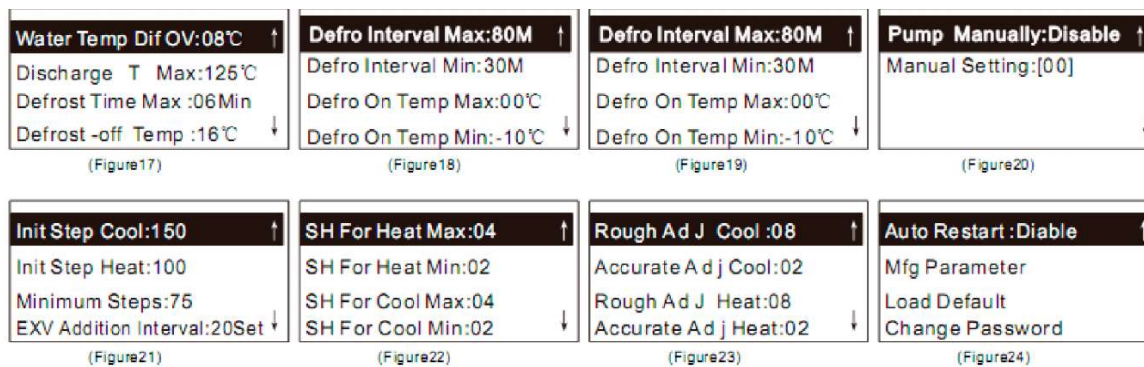 Water Temp Dif OV:08℃ ↑
Discharge T Max:125℃
Defrost Time Max :06Min
Defrost -off Temp :16℃ ↓
(Figure17)
Defro Interval Max:80M ↑
Defro Interval Min:30M
Defro On Temp Max:00℃
Defro On Temp Min:-10℃ ↓
(Figure18)
Defro Interval Max:80M ↑
Defro Interval Min:30M
Defro On Temp Max:00℃
Defro On Temp Min:-10℃ ↓
(Figure19)
Pump Manually:Disable ↑
Manual Setting:[00]
↓
(Figure20)
Init Step Cool:150 ↑
Init Step Heat:100
Minimum Steps:75
EXV Addition Interval:20Set ↓
(Figure21)
SH For Heat Max:04 ↑
SH For Heat Min:02
SH For Cool Max:04
SH For Cool Min:02 ↓
(Figure22)
Rough Ad J Cool :08 ↑
Accurate Ad j Cool:02
Rough Ad J Heat:08
Accurate Ad j Heat:02 ↓
(Figure23)
Auto Restart :Diable ↑
Mfg Parameter
Load Default
Change Password
(Figure24)